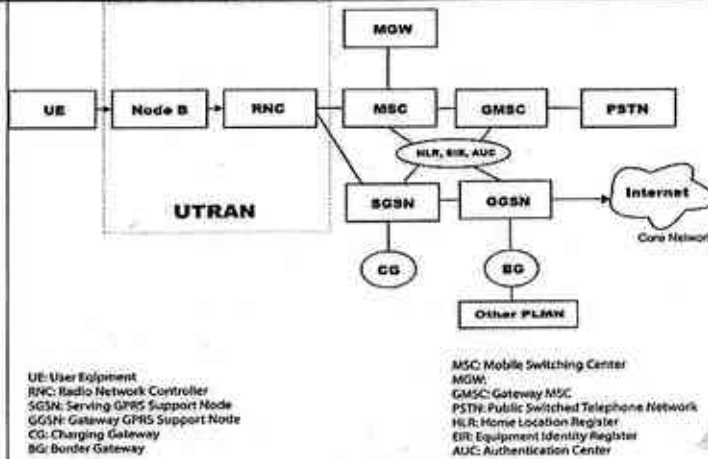 MGW
UE
Node B
RNC
MSC
GMSC
PSTN
HLR, EIR, AUC
UTRAN
SGSN
GGSN
Internet
Core Network
CG
BG
Other PLMN
UE: User Eqipment
RNC: Radio Network Controller
SGSN: Serving GPRS Support Node
GGSN: Gateway GPRS Support Node
CG: Charging Gateway
BG: Border Gateway
MSC: Mobile Switching Center
MGW:
GMSC: Gateway MSC
PSTN: Public Switched Telephone Network
HLR: Home Location Register
EIR: Equipment Identity Register
AUC: Authentication Center